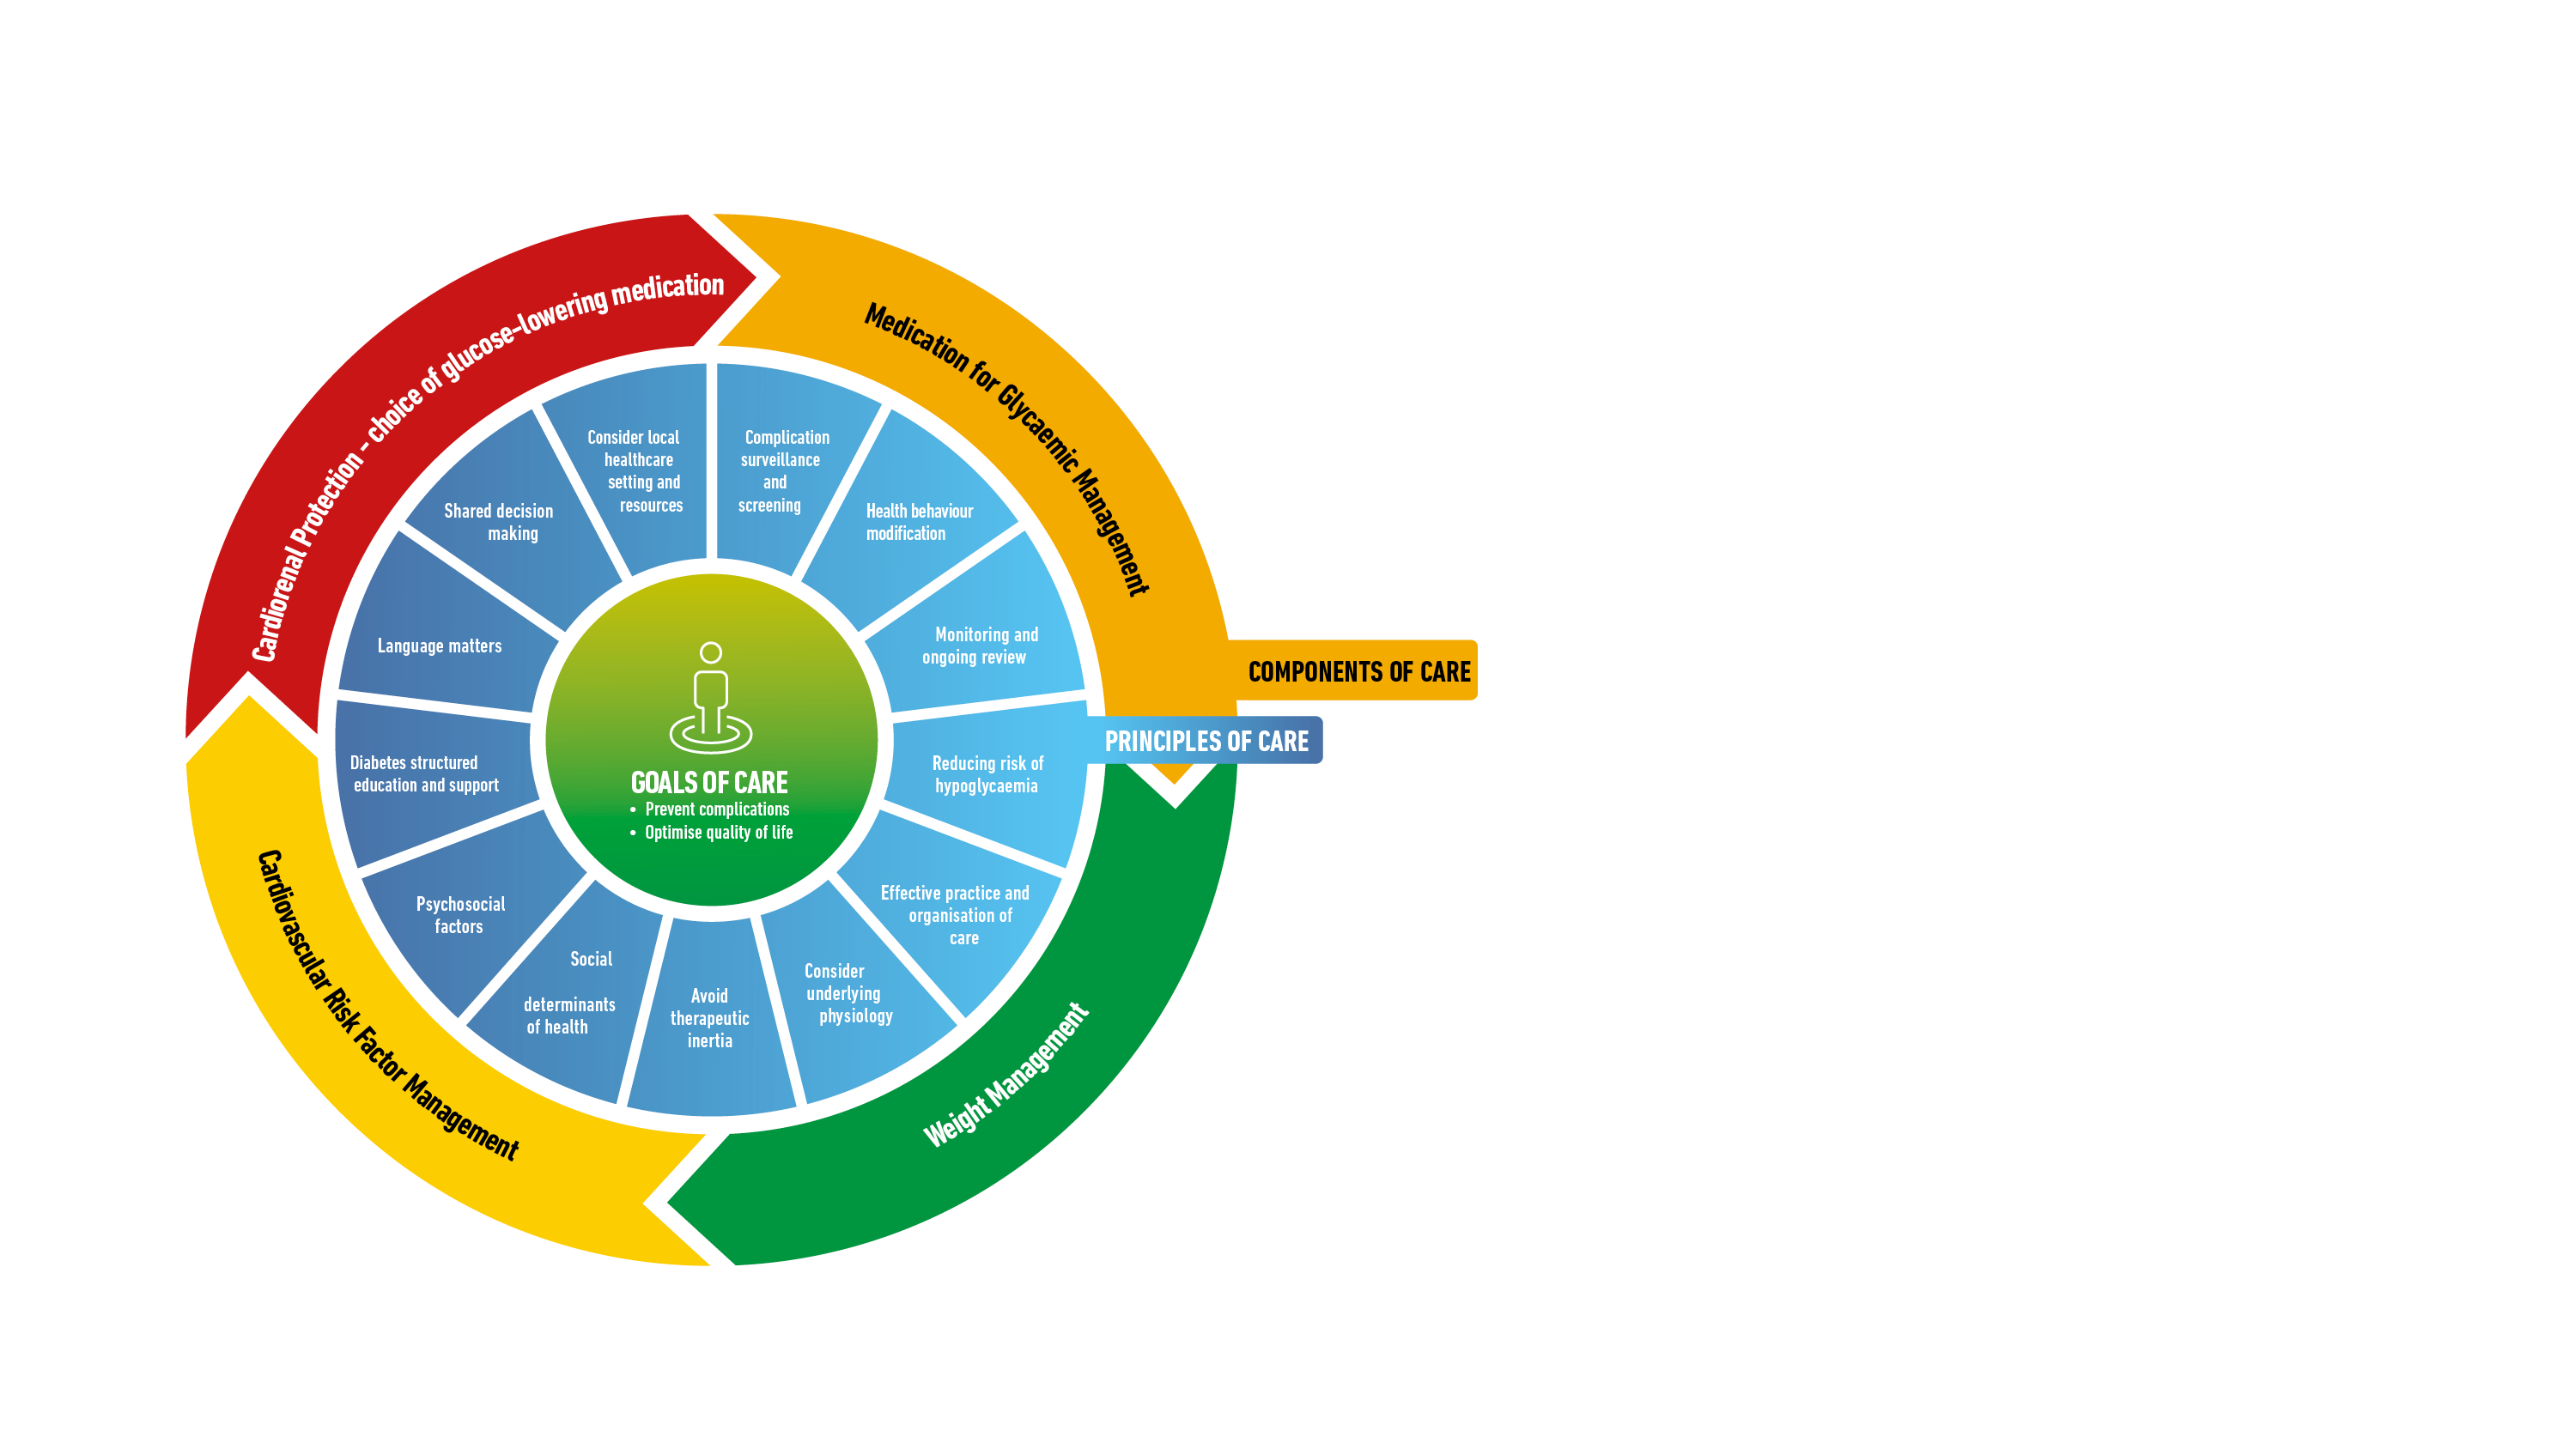 Cardiorenal Protection - choice of glucose-lowering medication
Medication for Glycaemic Management
Weight Management
Cardiovascular Risk Factor Management
COMPONENTS OF CARE
PRINCIPLES OF CARE
Consider local
healthcare
setting and
resources
Complication
surveillance
and
screening
Health behaviour
modification
Monitoring and
ongoing review
Reducing risk of
hypoglycaemia
Effective practice and
organisation of
care
Consider
underlying
physiology
Avoid
therapeutic
inertia
Social
determinants
of health
Psychosocial
factors
Diabetes structured
education and support
Language matters
Shared decision
making
GOALS OF CARE
• Prevent complications
• Optimise quality of life